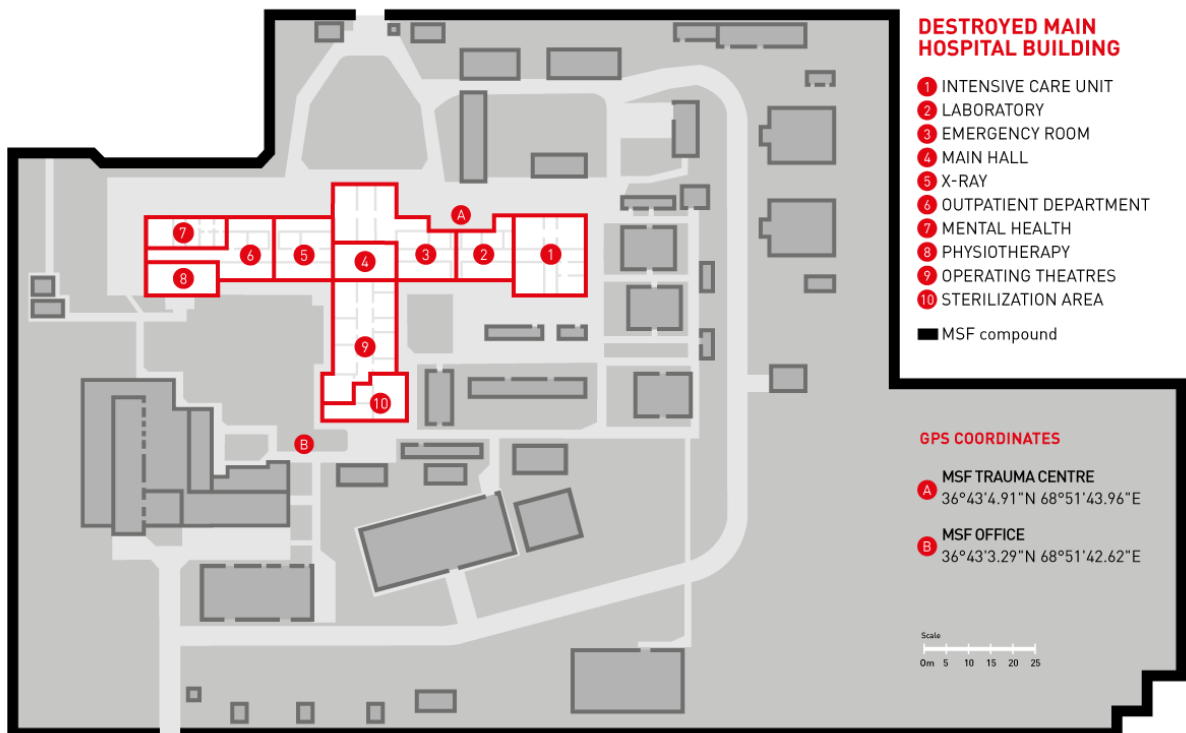 DESTROYED MAIN
HOSPITAL BUILDING
1 INTENSIVE CARE UNIT
2 LABORATORY
3 EMERGENCY ROOM
4 MAIN HALL
5 X-RAY
6 OUTPATIENT DEPARTMENT
7 MENTAL HEALTH
8 PHYSIOTHERAPY
9 OPERATING THEATRES
10 STERILIZATION AREA
MSF compound
A
7
6
5
4
3
2
1
8
9
10
B
GPS COORDINATES
A MSF TRAUMA CENTRE
36°43'4.91"N 68°51'43.96"E
B MSF OFFICE
36°43'3.29"N 68°51'42.62"E
Scale
0m 5 10 15 20 25